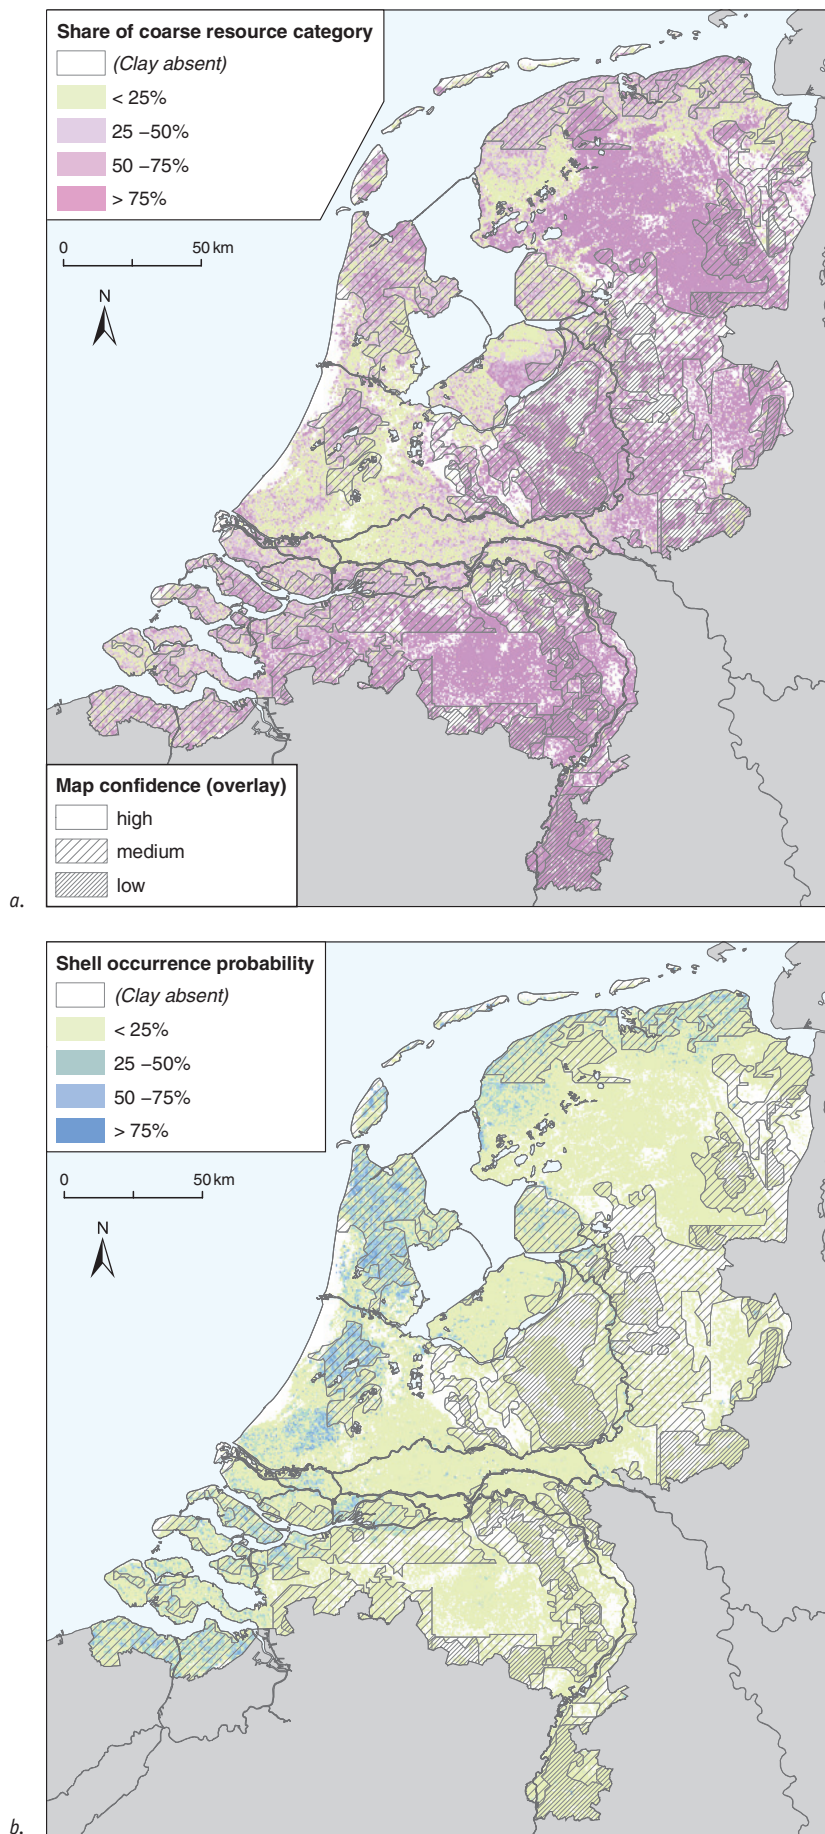 Share of coarse resource category
(Clay absent)
< 25%
25 –50%
50 –75%
> 75%
0 50 km
N
Map confidence (overlay)
high
medium
low
a.
Shell occurrence probability
(Clay absent)
< 25%
25 –50%
50 –75%
> 75%
0 50 km
N
b.